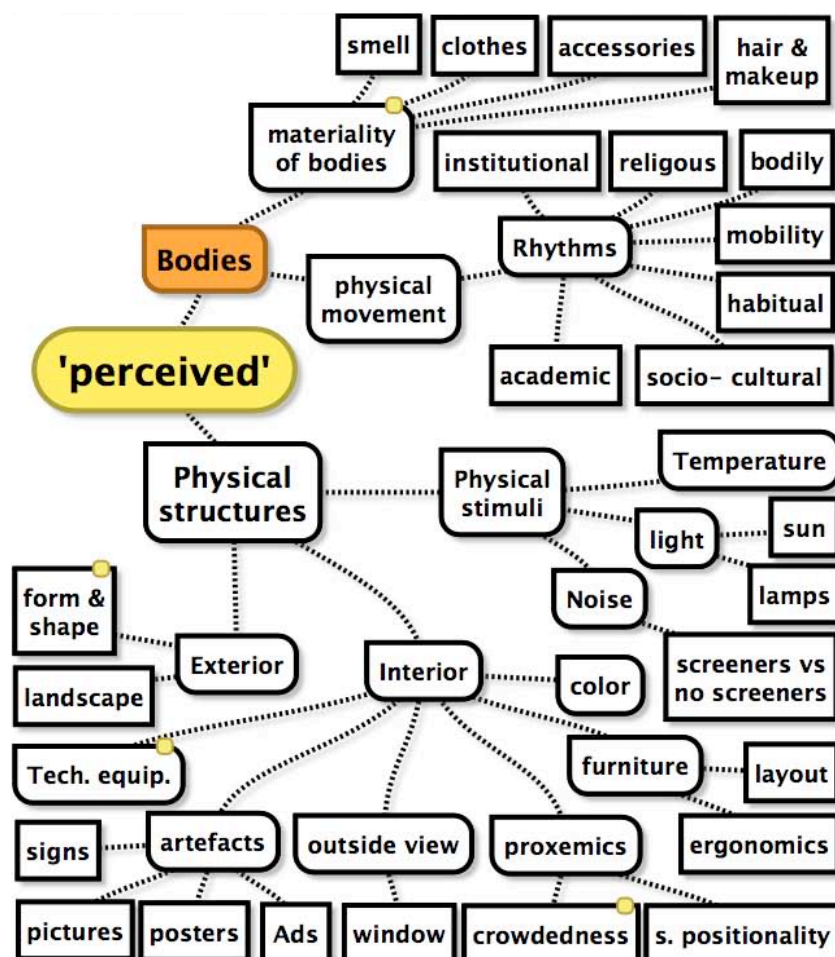 smell
clothes
accessories
hair &
makeup
materiality
of bodies
institutional
religous
bodily
Bodies
Rhythms
mobility
physical
movement
habitual
'perceived'
academic
socio- cultural
Physical
structures
Physical
stimuli
Temperature
light
sun
form &
shape
Noise
lamps
Exterior
Interior
color
screeners vs
no screeners
landscape
Tech. equip.
furniture
layout
signs
artefacts
outside view
proxemics
ergonomics
pictures
posters
Ads
window
crowdedness
s. positionality